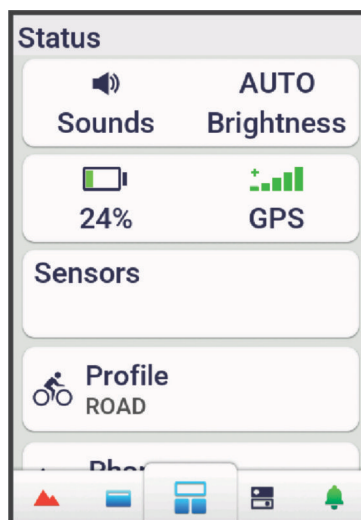 Status
AUTO
Sounds Brightness
24% GPS
Sensors
Profile
ROAD